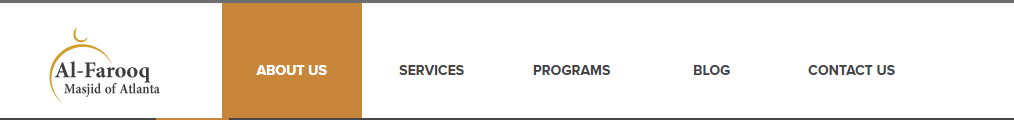 Al-Farooq
Masjid of Atlanta
ABOUT US
SERVICES
PROGRAMS
BLOG
CONTACT US